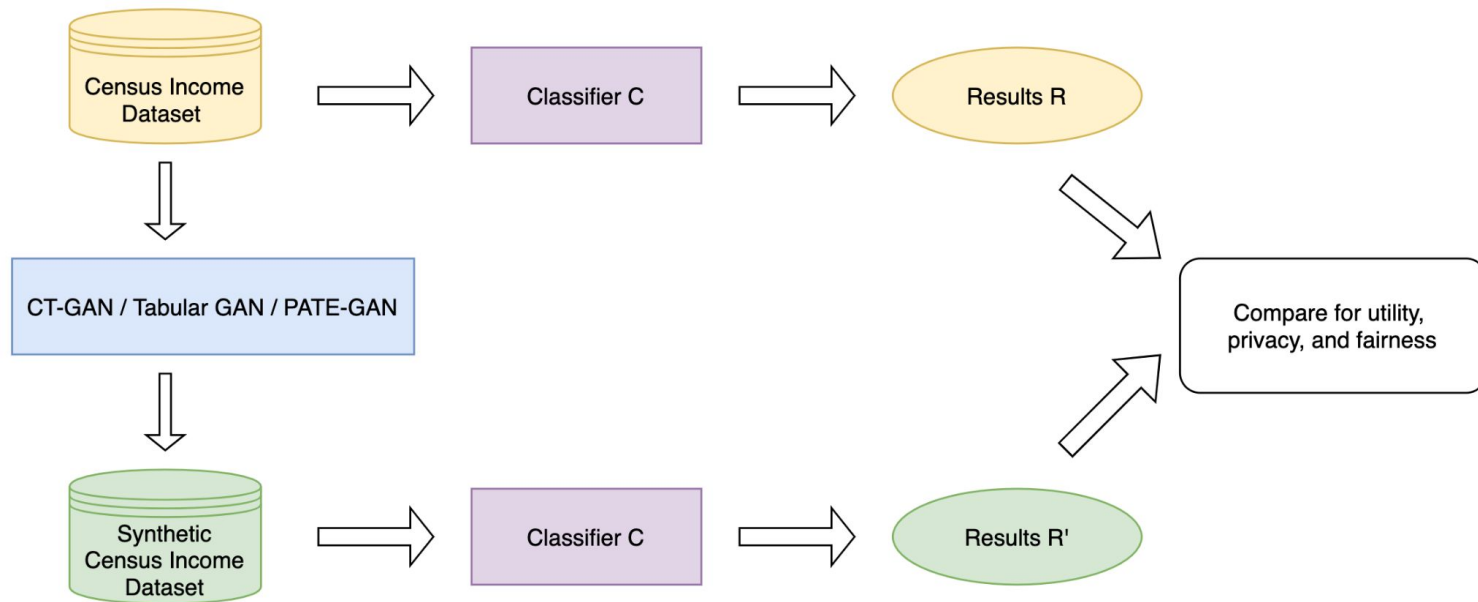 Census Income
Dataset
Classifier C
Results R
CT-GAN / Tabular GAN / PATE-GAN
Compare for utility,
privacy, and fairness
Synthetic
Census Income
Dataset
Classifier C
Results R'